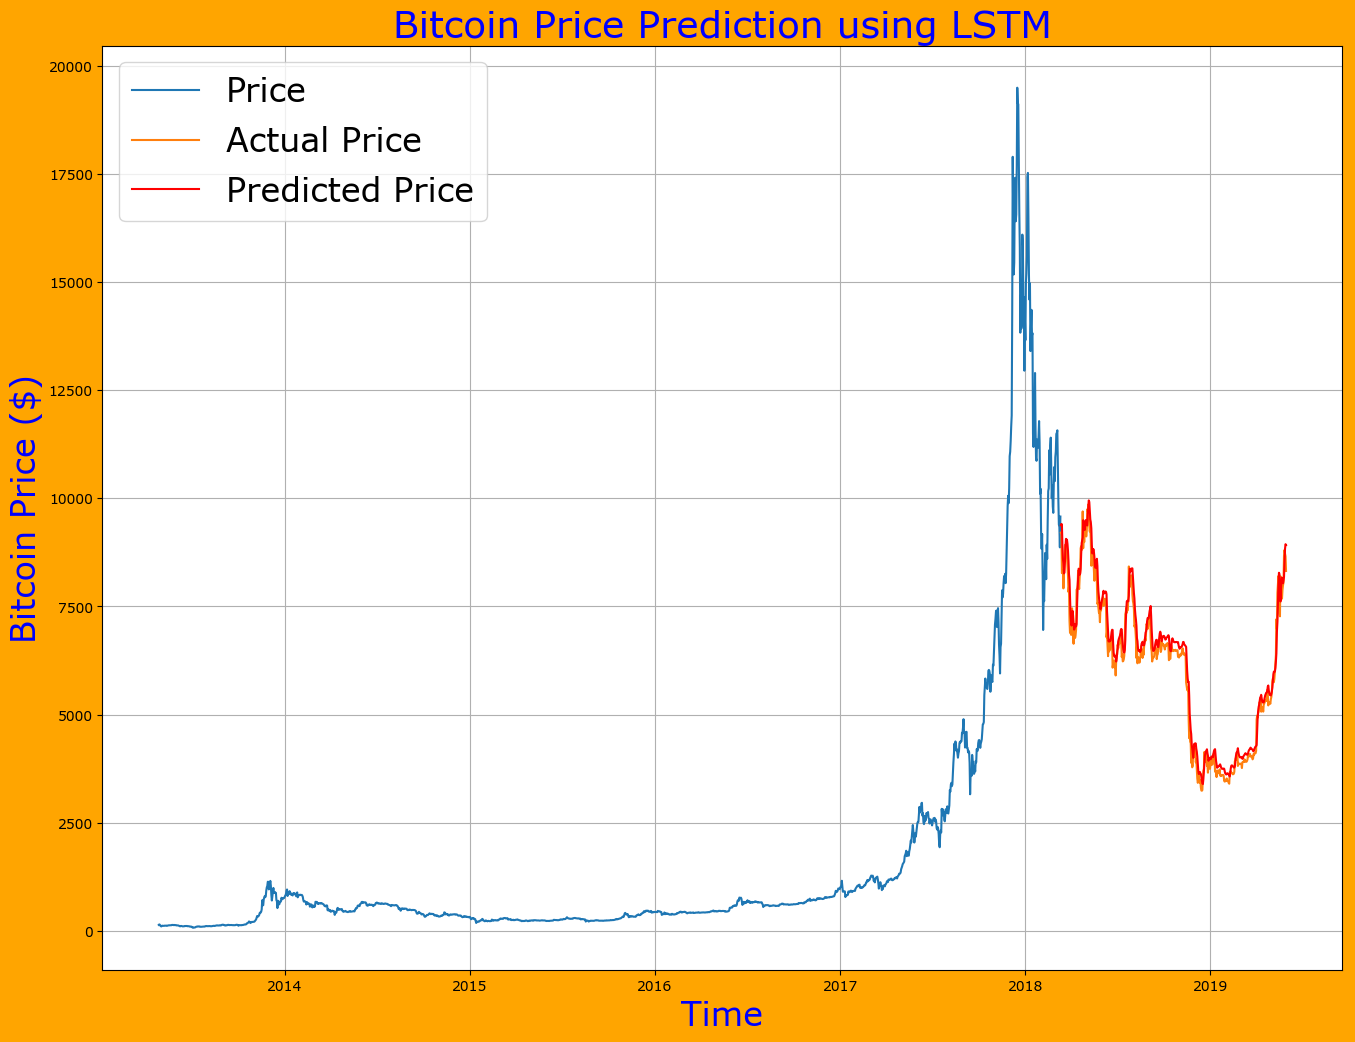 Bitcoin Price Prediction using LSTM
Price
Actual Price
Predicted Price
Bitcoin Price ($)
20000
17500
15000
12500
10000
7500
5000
2500
0
2014
2015
2016
2017
2018
2019
Time